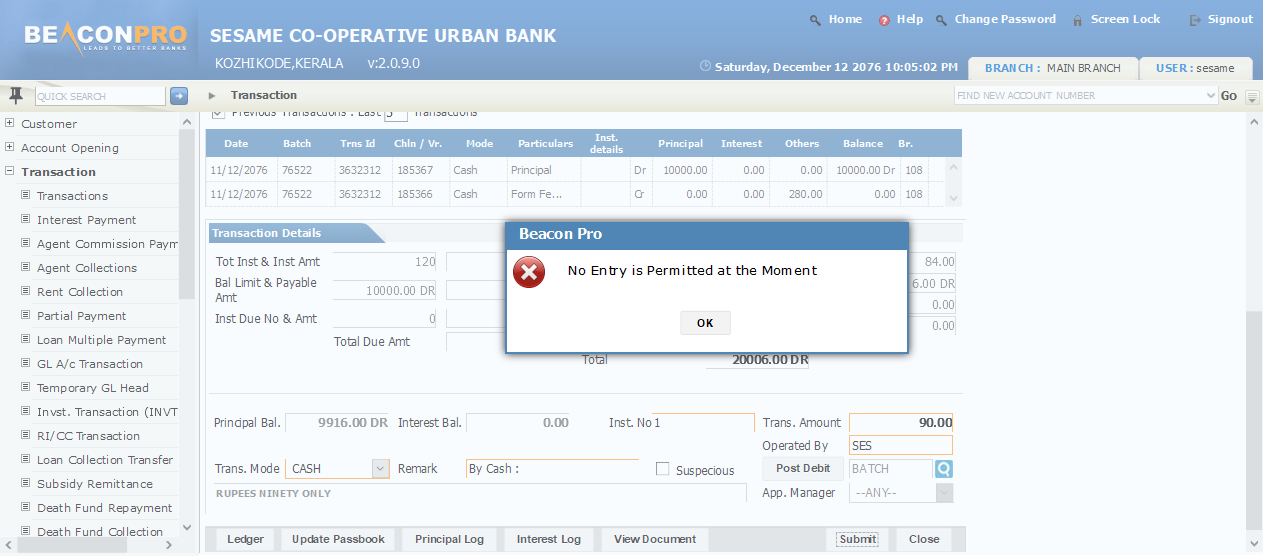 Home Help Change Password Screen Lock Signout
BEACONPRO
LEADS TO BETTER BANKS
SESAME CO-OPERATIVE URBAN BANK
KOZHIKODE,KERALA v:2.0.9.0
Saturday, December 12 2076 10:05:02 PM
BRANCH : MAIN BRANCH
USER : sesame
QUICK SEARCH
Transaction
FIND NEW ACCOUNT NUMBER
Go
Customer
Account Opening
Transaction
Transactions
Interest Payment
Agent Commission Paym
Agent Collections
Rent Collection
Partial Payment
Loan Multiple Payment
GL A/c Transaction
Temporary GL Head
Invst. Transaction (INVT
RI/CC Transaction
Loan Collection Transfer
Subsidy Remittance
Death Fund Repayment
Death Fund Collection
Previous Transactions : Last 5 Transactions
Date Batch Trns Id Chln / Vr. Mode Particulars Inst. details Principal Interest Others Balance Br.
11/12/2076 76522 3632312 185367 Cash Principal Dr 10000.00 0.00 0.00 10000.00 Dr 108
11/12/2076 76522 3632312 185366 Cash Form Fe... Cr 0.00 0.00 280.00 0.00 108
Transaction Details
Tot Inst & Inst Amt 120 84.00
Bal Limit & Payable Amt 10000.00 DR 6.00 DR
0.00
Inst Due No & Amt 0 0.00
Total Due Amt
Total 20006.00 DR
Beacon Pro
No Entry is Permitted at the Moment
OK
Principal Bal. 9916.00 DR Interest Bal. 0.00 Inst. No 1 Trans. Amount 90.00
Operated By SES
Trans. Mode CASH Remark By Cash : Suspecious Post Debit BATCH
RUPEES NINETY ONLY App. Manager --ANY--
Ledger Update Passbook Principal Log Interest Log View Document Submit Close